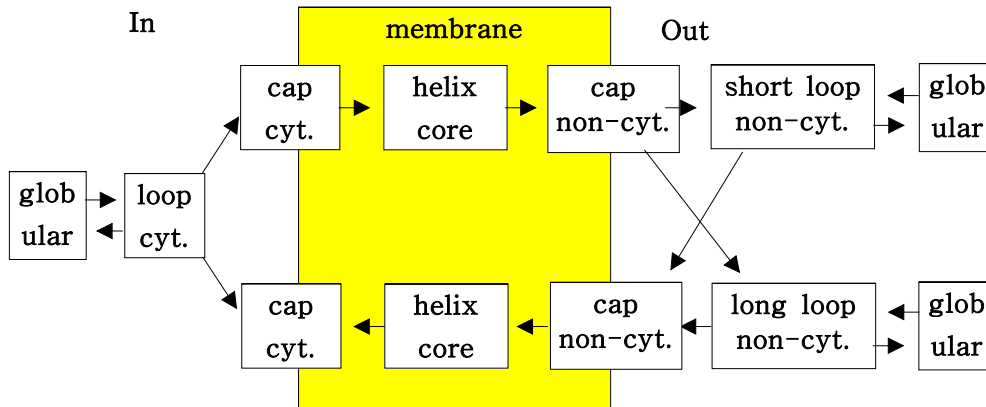 In
membrane
Out
cap
cyt.
helix
core
cap
non-cyt.
short loop
non-cyt.
glob
ular
glob
ular
loop
cyt.
cap
cyt.
helix
core
cap
non-cyt.
long loop
non-cyt.
glob
ular